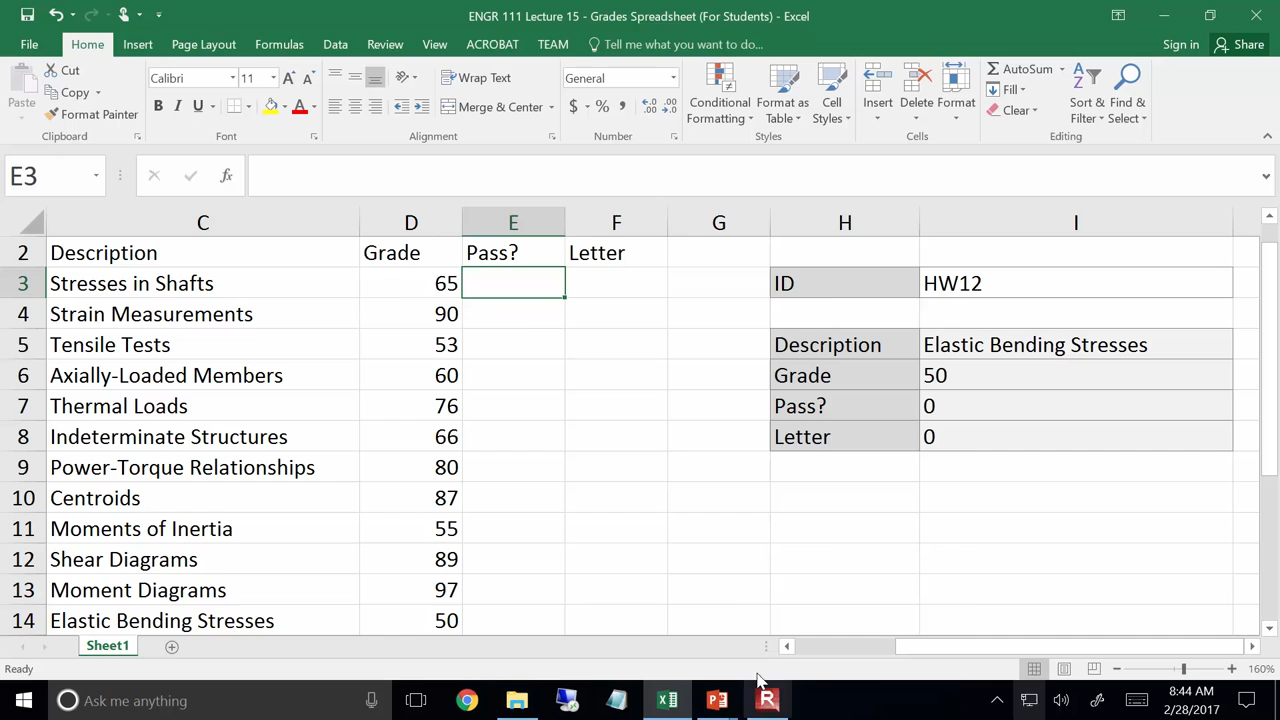 ENGR 111 Lecture 15 - Grades Spreadsheet (For Students) - Excel
File Home Insert Page Layout Formulas Data Review View ACROBAT TEAM Tell me what you want to do... Sign in Share
Paste Cut Copy Format Painter Clipboard
Calibri 11 B I U A Font
Wrap Text Merge & Center Alignment
General $ % , Number
Conditional Formatting Format as Table Cell Styles Styles
Insert Delete Format Cells
AutoSum Fill Clear Sort & Filter Find & Select Editing
E3 fx
C D E F G H I
2 Description Grade Pass? Letter
3 Stresses in Shafts 65 ID HW12
4 Strain Measurements 90
5 Tensile Tests 53 Description Elastic Bending Stresses
6 Axially-Loaded Members 60 Grade 50
7 Thermal Loads 76 Pass? 0
8 Indeterminate Structures 66 Letter 0
9 Power-Torque Relationships 80
10 Centroids 87
11 Moments of Inertia 55
12 Shear Diagrams 89
13 Moment Diagrams 97
14 Elastic Bending Stresses 50
Sheet1
Ready 160%
Ask me anything 8:44 AM
2/28/2017